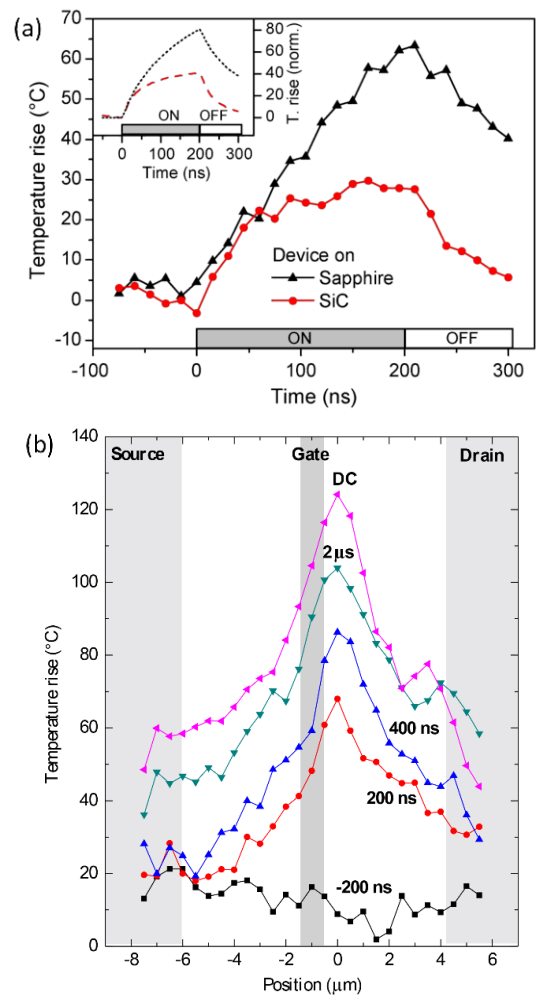 (a)
70
60
50
40
30
20
10
0
-10
Temperature rise (°C)
-100 0 100 200 300
Time (ns)
80
60
40
20
0
T. rise (norm.)
ON OFF
0 100 200 300
Time (ns)
Device on
Sapphire
SiC
ON OFF
(b)
140
120
100
80
60
40
20
0
Temperature rise (°C)
Source Gate Drain
DC
2 μs
400 ns
200 ns
-200 ns
-8 -6 -4 -2 0 2 4 6
Position (μm)